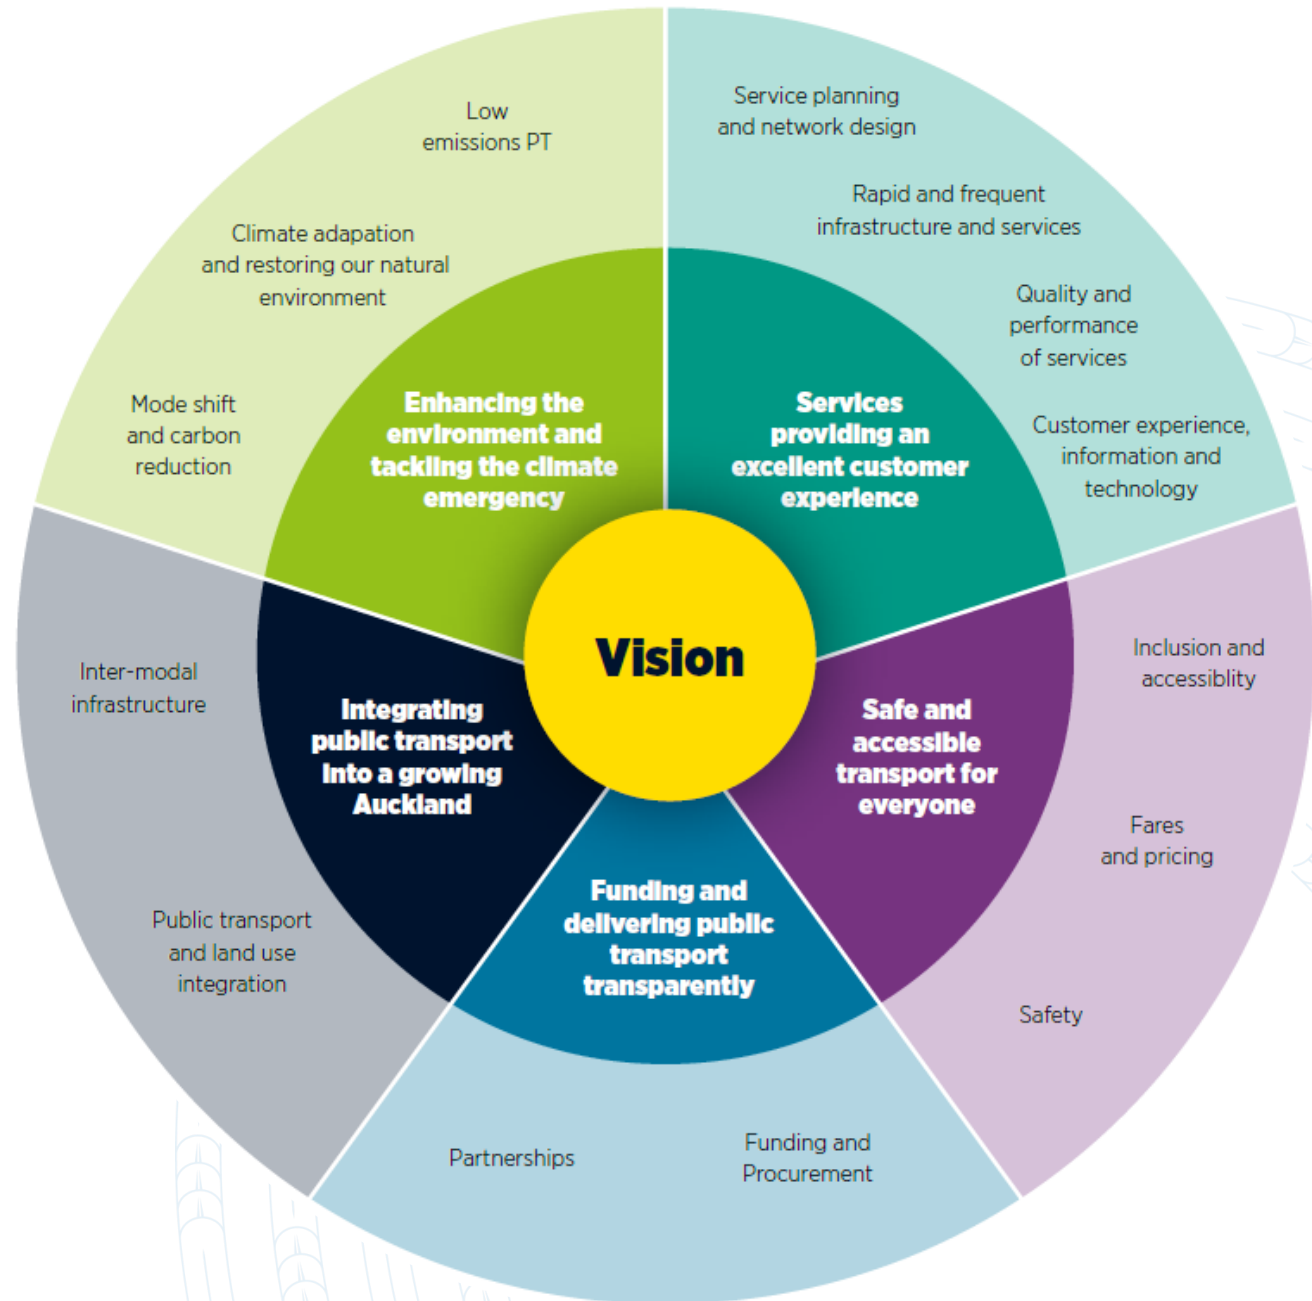 Low
emissions PT
Climate adapation
and restoring our natural
environment
Mode shift
and carbon
reduction
Enhancing the
environment and
tackling the climate
emergency
Service planning
and network design
Rapid and frequent
infrastructure and services
Quality and
performance
of services
Customer experience,
information and
technology
Services
providing an
excellent customer
experience
Vision
Inter-modal
infrastructure
Public transport
and land use
integration
Integrating
public transport
into a growing
Auckland
Safe and
accessible
transport for
everyone
Inclusion and
accessiblity
Fares
and pricing
Safety
Funding and
delivering public
transport
transparently
Partnerships
Funding and
Procurement